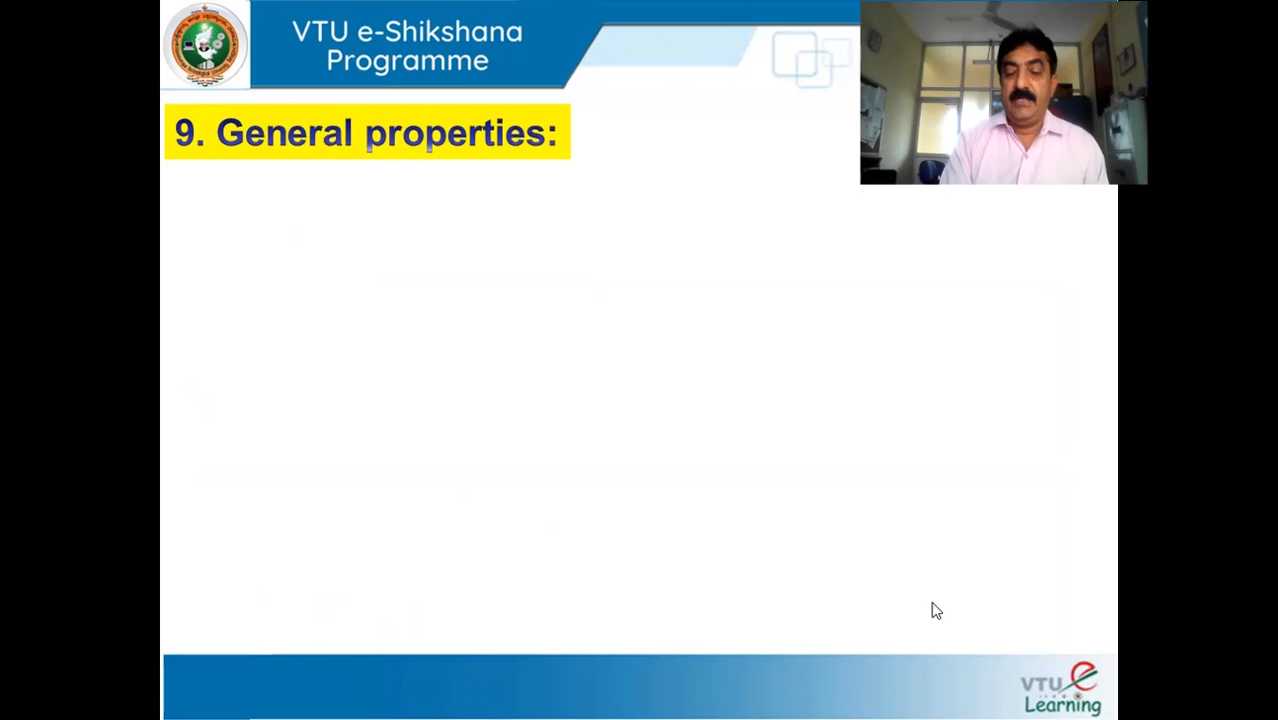 VTU e-Shikshana
Programme
9. General properties:
VTU e
Learning